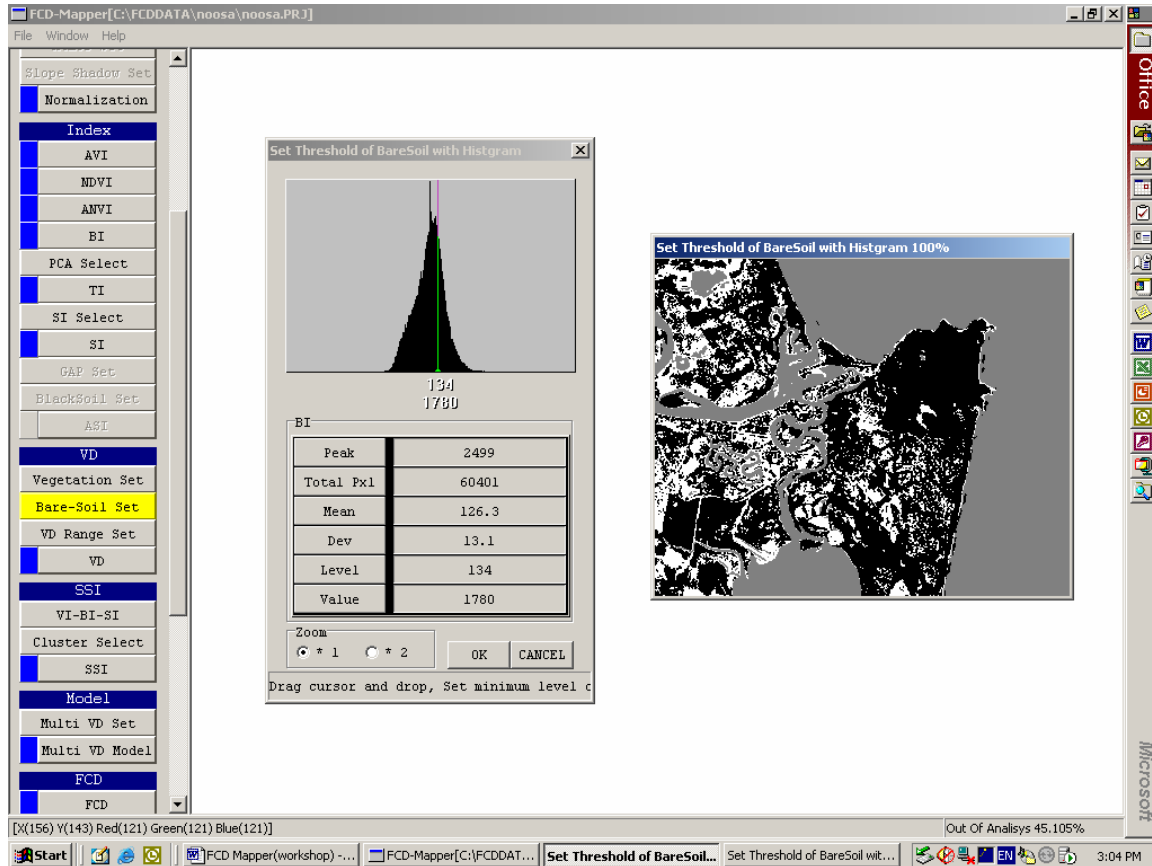 FCD-Mapper[C:\FCDDATA\noosa\noosa.PRJ]
File Window Help
Slope Shadow Set
Normalization
Index
AVI
NDVI
ANVI
BI
PCA Select
TI
SI Select
SI
GAP Set
BlackSoil Set
ASI
VD
Vegetation Set
Bare-Soil Set
VD Range Set
VD
SSI
VI-BI-SI
Cluster Select
SSI
Model
Multi VD Set
Multi VD Model
FCD
FCD
Set Threshold of BareSoil with Histgram
134
1780
BI
Peak 2499
Total Pxl 60401
Mean 126.3
Dev 13.1
Level 134
Value 1780
Zoom
* 1 * 2 OK CANCEL
Drag cursor and drop, Set minimum level
Set Threshold of BareSoil with Histgram 100%
Office
Microsoft
[X(156) Y(143) Red(121) Green(121) Blue(121)] Out Of Analisys 45.105%
Start FCD Mapper(workshop) -... FCD-Mapper[C:\FCDDAT... Set Threshold of BareSoil... Set Threshold of BareSoil wit... EN 3:04 PM